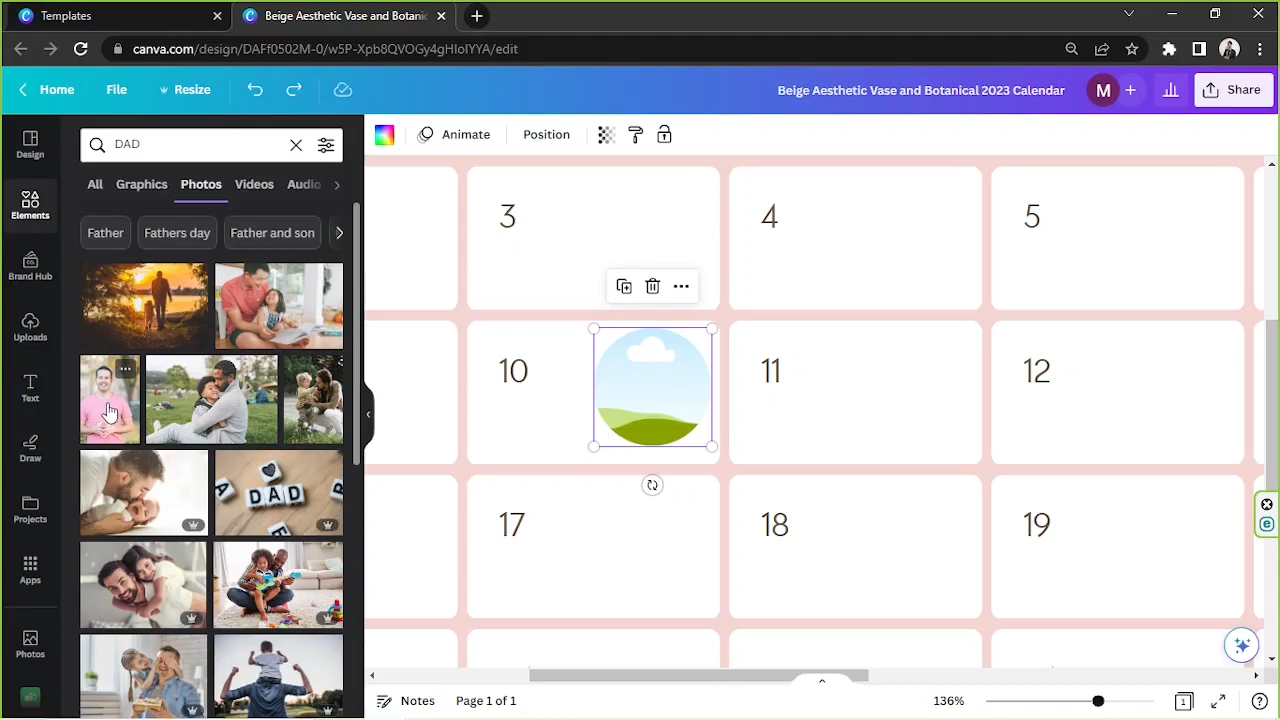 Templates
Beige Aesthetic Vase and Botanic
canva.com/design/DAFf0502M-0/w5P-Xpb8QVOGy4gHIoIYYA/edit
Home
File
Resize
Beige Aesthetic Vase and Botanical 2023 Calendar
M
Share
Design
Elements
Brand Hub
Uploads
Text
Draw
Projects
Apps
Photos
DAD
All
Graphics
Photos
Videos
Audio
Father
Fathers day
Father and son
DAD
Animate
Position
3
4
5
10
11
12
17
18
19
Notes
Page 1 of 1
136%
1